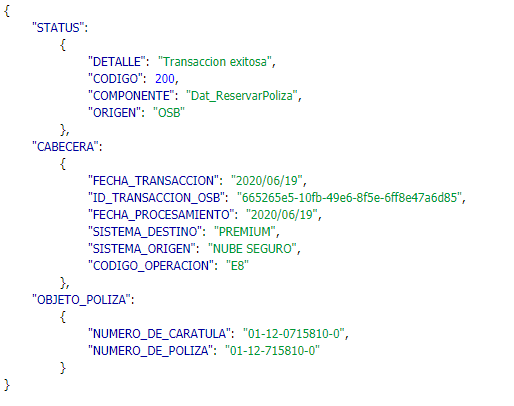 {
"STATUS":
{
"DETALLE": "Transaccion exitosa",
"CODIGO": 200,
"COMPONENTE": "Dat_ReservarPoliza",
"ORIGEN": "OSB"
},
"CABECERA":
{
"FECHA_TRANSACCION": "2020/06/19",
"ID_TRANSACCION_OSB": "665265e5-10fb-49e6-8f5e-6ff8e47a6d85",
"FECHA_PROCESAMIENTO": "2020/06/19",
"SISTEMA_DESTINO": "PREMIUM",
"SISTEMA_ORIGEN": "NUBE SEGURO",
"CODIGO_OPERACION": "E8"
},
"OBJETO_POLIZA":
{
"NUMERO_DE_CARATULA": "01-12-0715810-0",
"NUMERO_DE_POLIZA": "01-12-715810-0"
}
}